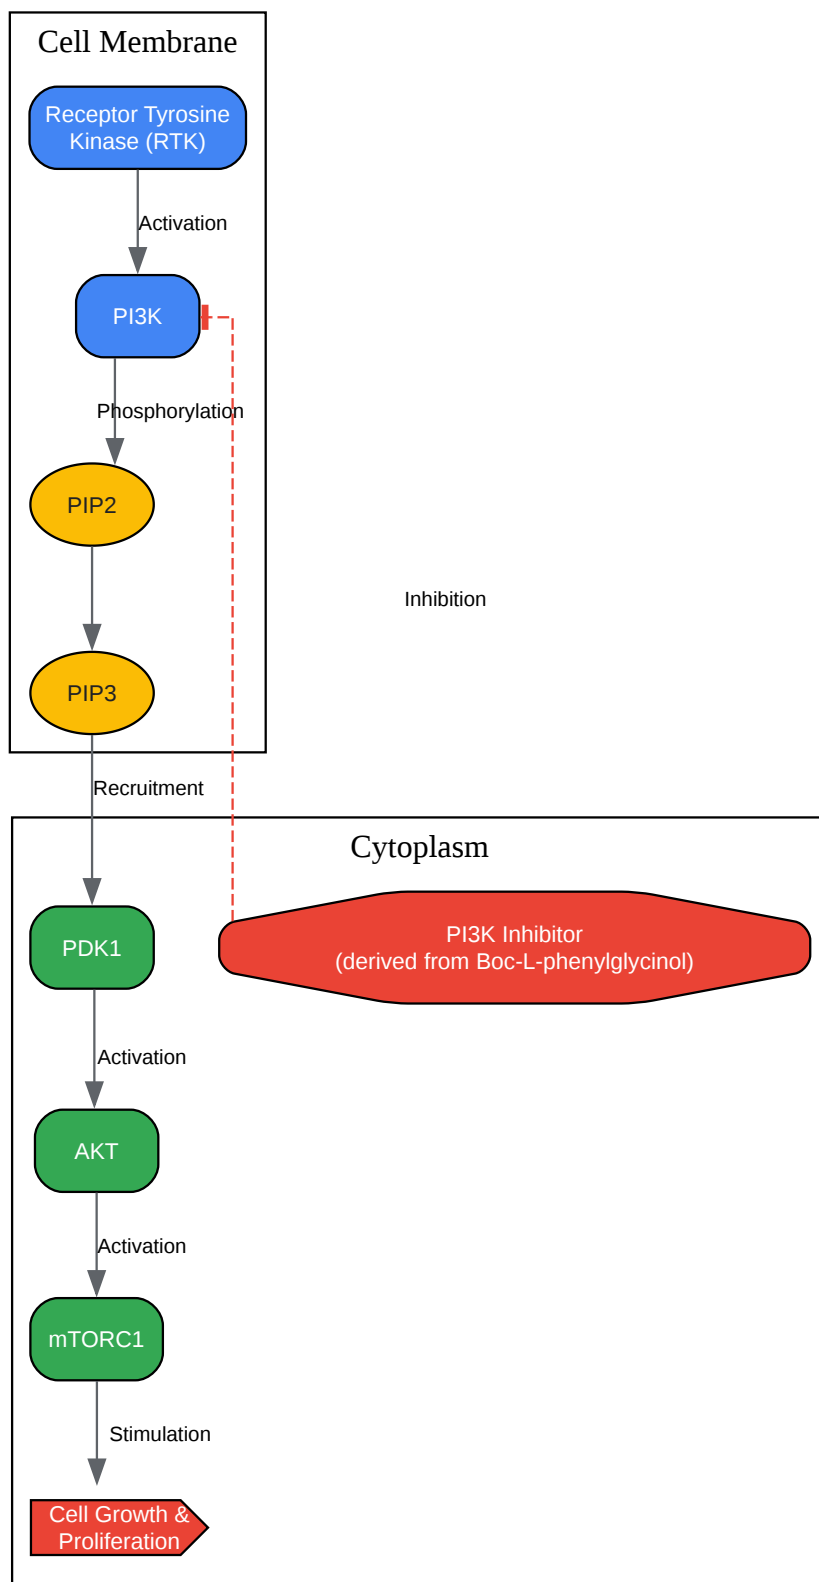 Cell Membrane
Receptor Tyrosine
Kinase (RTK)
Activation
PI3K
Phosphorylation
PIP2
Inhibition
PIP3
Recruitment
Cytoplasm
PDK1
PI3K Inhibitor
(derived from Boc-L-phenylglycinol)
Activation
AKT
Activation
mTORC1
Stimulation
Cell Growth &
Proliferation